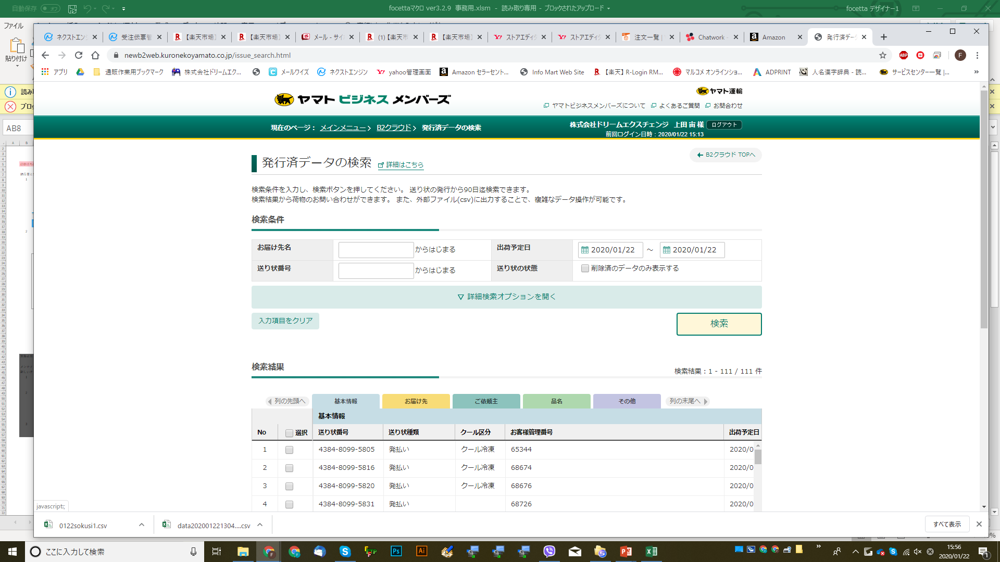 自動保存 オフ
focettaマクロ ver3.2.9 事務用.xlsm - 読み取り専用 - ブロックされたアップロード
focetta デザイナー1
ファイル
貼り付け
AB8
ネクストエン
受注伝票管
【楽天市場】
【楽天市場】
メール - サイ
(1)【楽天市
【楽天市場】
ストアエディタ
ストアエディタ
注文一覧 |
Chatwork
Amazon
発行済デー
newb2web.kuronekoyamato.co.jp/issue_search.html
ABP
F
アプリ
通販作業用ブックマーク
株式会社ドリームエク...
メールワイズ
ネクストエンジン
yahoo管理画面
Amazon セラーセント...
Info Mart Web Site
【楽天】R-Login RM...
マルコメ オンラインショ...
ADPRINT
人名漢字辞典 - 読...
サービスセンター一覧 |...
ヤマト ビジネス メンバーズ
ヤマト運輸
ヤマトビジネスメンバーズについて
よくあるご質問
お問合わせ
現在のページ： メインメニュー > B2クラウド > 発行済データの検索
株式会社ドリームエクスチェンジ 上田 宙 様 ログアウト
前回ログイン日時：2020/01/22 15:13
B2クラウド TOPへ
発行済データの検索 詳細はこちら
検索条件を入力し、検索ボタンを押してください。 送り状の発行から90日迄検索できます。
検索結果から荷物のお問い合わせができます。 また、外部ファイル(csv)に出力することで、複雑なデータ操作が可能です。
検索条件
お届け先名 からはじまる 出荷予定日 2020/01/22 ～ 2020/01/22
送り状番号 からはじまる 送り状の状態 削除済のデータのみ表示する
▽ 詳細検索オプションを開く
入力項目をクリア
検索
検索結果
検索結果：1 - 111 / 111 件
列の先頭へ 基本情報 お届け先 ご依頼主 品名 その他 列の末尾へ
基本情報
No 選択 送り状番号 送り状種類 クール区分 お客様管理番号 出荷予定日
1 4384-8099-5805 発払い クール冷凍 65344 2020/0
2 4384-8099-5816 発払い クール冷凍 68674 2020/0
3 4384-8099-5820 発払い クール冷凍 68676 2020/0
4 4384-8099-5831 発払い 68726 2020/0
javascript:;
0122sokusi1.csv
data202001221304....csv
すべて表示
ここに入力して検索
15:56
2020/01/22